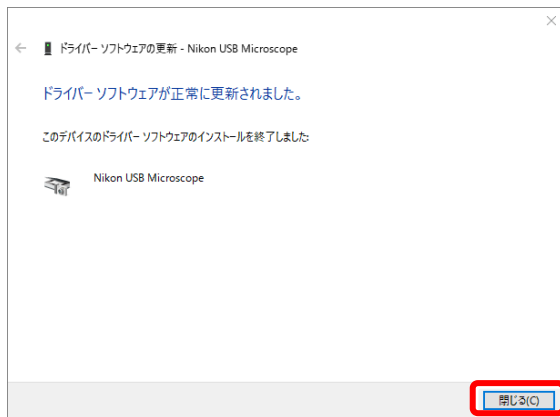 ドライバー ソフトウェアの更新 - Nikon USB Microscope
ドライバー ソフトウェアが正常に更新されました。
このデバイスのドライバー ソフトウェアのインストールを終了しました:
Nikon USB Microscope
閉じる(C)